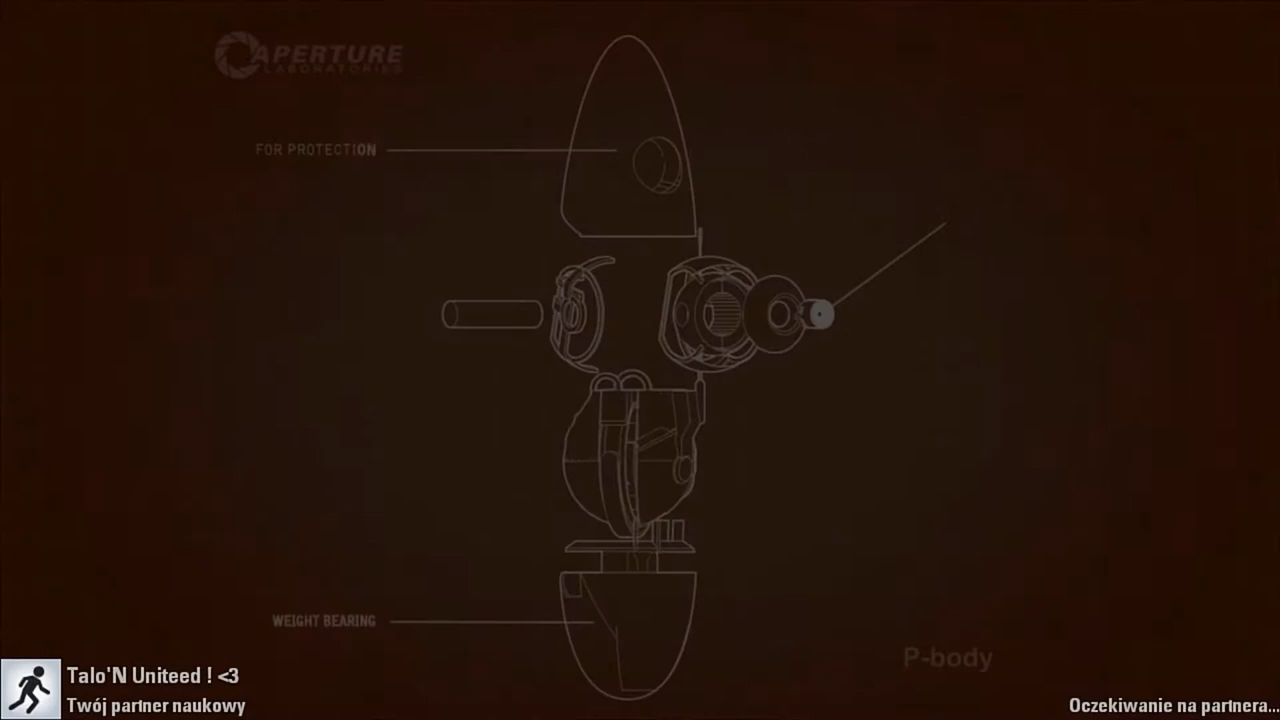 APERTURE
LABORATORIES
FOR PROTECTION
WEIGHT BEARING
P-body
Talo'N Uniteed ! <3
Twój partner naukowy
Oczekiwanie na partnera...